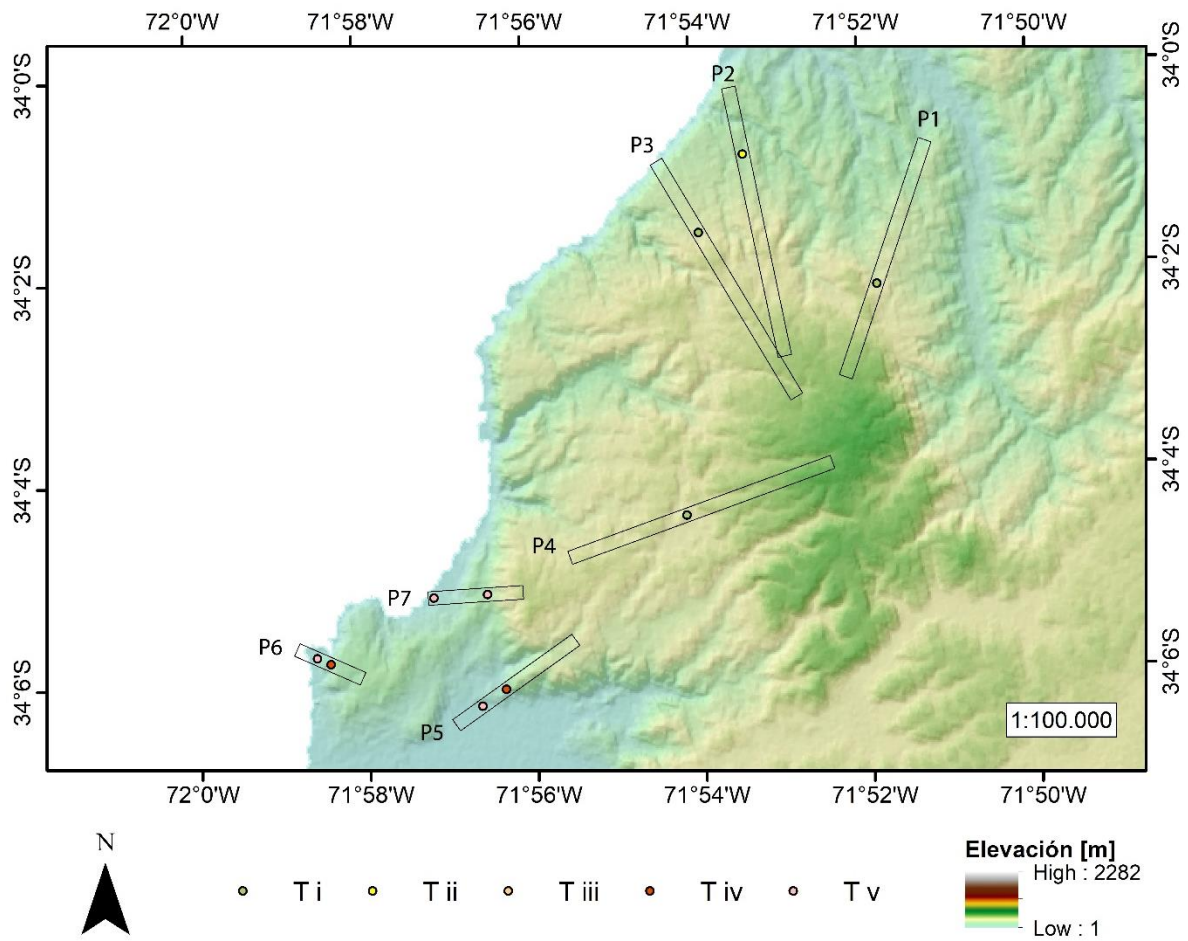 72°0'W 71°58'W 71°56'W 71°54'W 71°52'W 71°50'W
34°0'S
34°0'S
P2
P1
P3
34°2'S
34°2'S
34°4'S
34°4'S
P4
P7
P6
34°6'S
34°6'S
P5
1:100.000
72°0'W 71°58'W 71°56'W 71°54'W 71°52'W 71°50'W
N
T i T ii T iii T iv T v
Elevación [m]
High : 2282
Low : 1